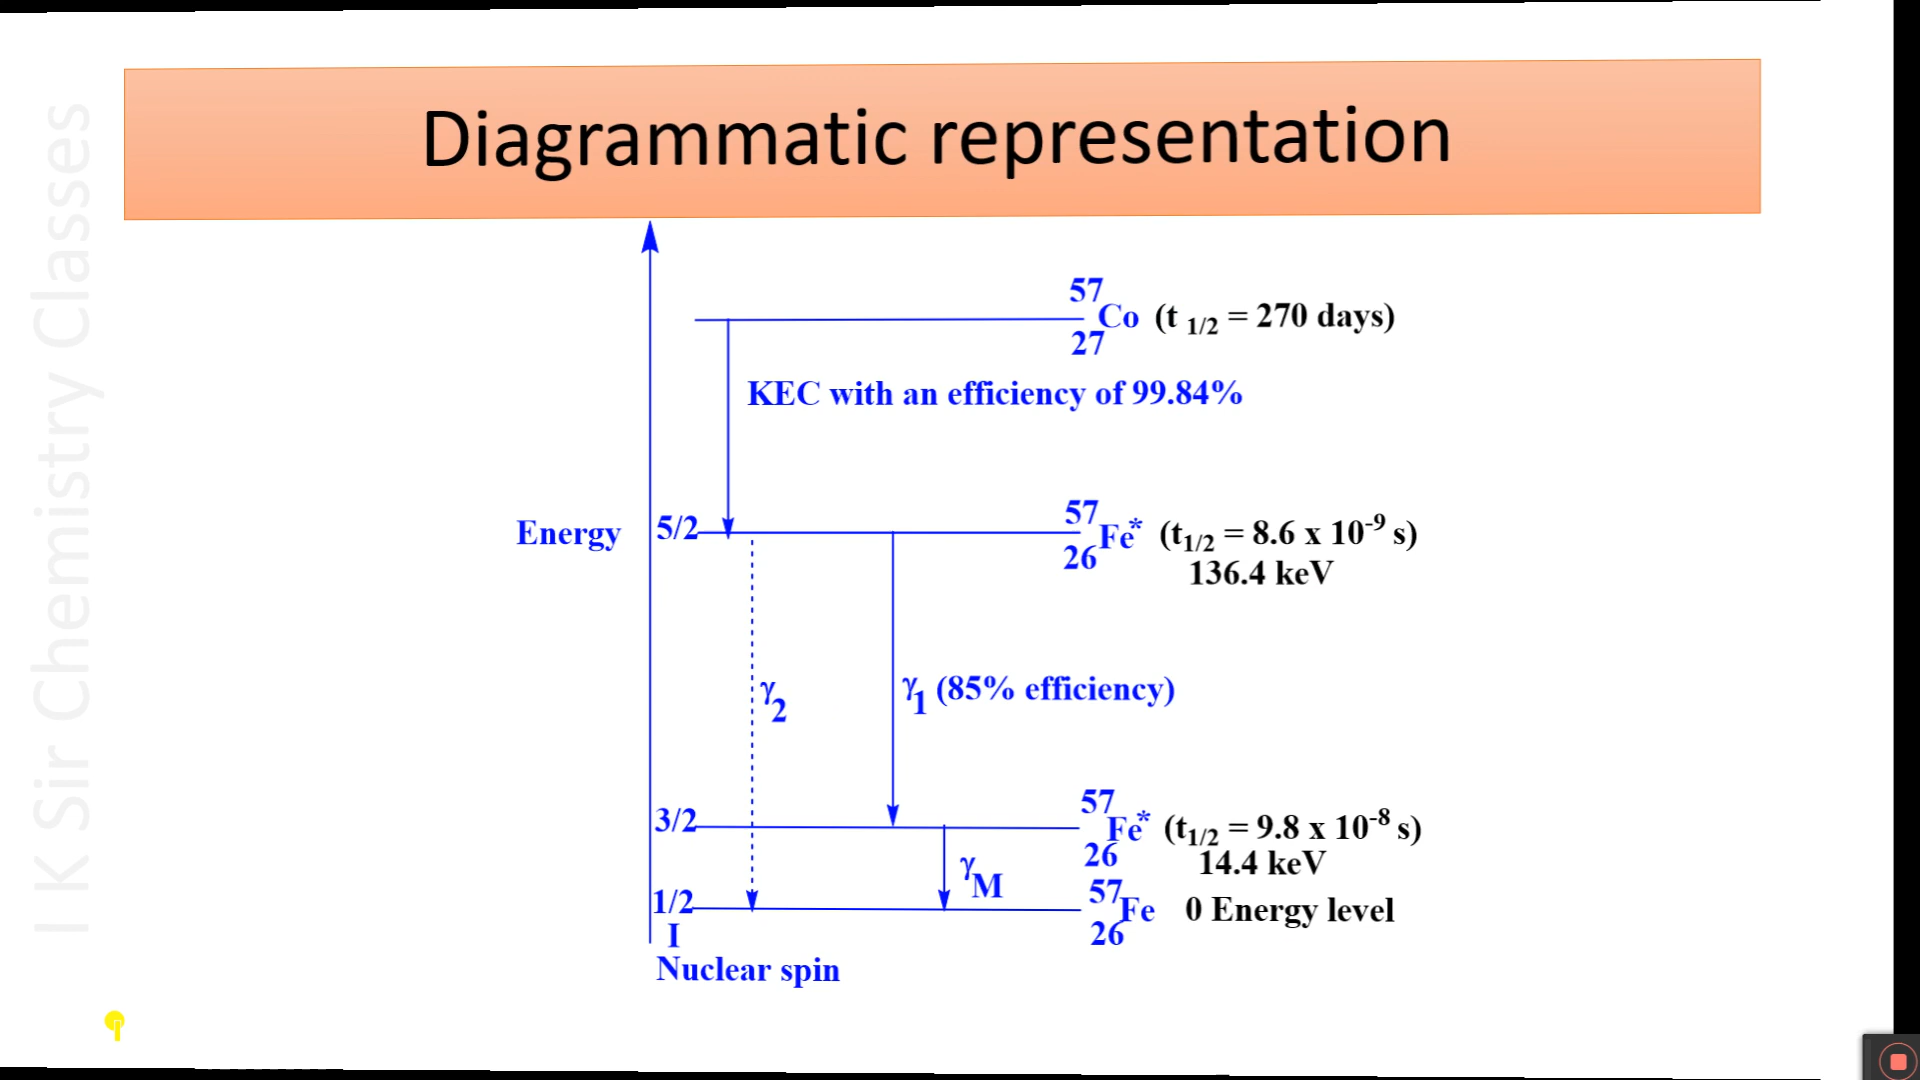 Diagrammatic representation
I K Sir Chemistry Classes
57
27 Co (t 1/2 = 270 days)
KEC with an efficiency of 99.84%
Energy
5/2
57
26 Fe* (t1/2 = 8.6 x 10-9 s)
136.4 keV
γ2
γ1 (85% efficiency)
3/2
57
26 Fe* (t1/2 = 9.8 x 10-8 s)
14.4 keV
γM
1/2
57
26 Fe 0 Energy level
I
Nuclear spin